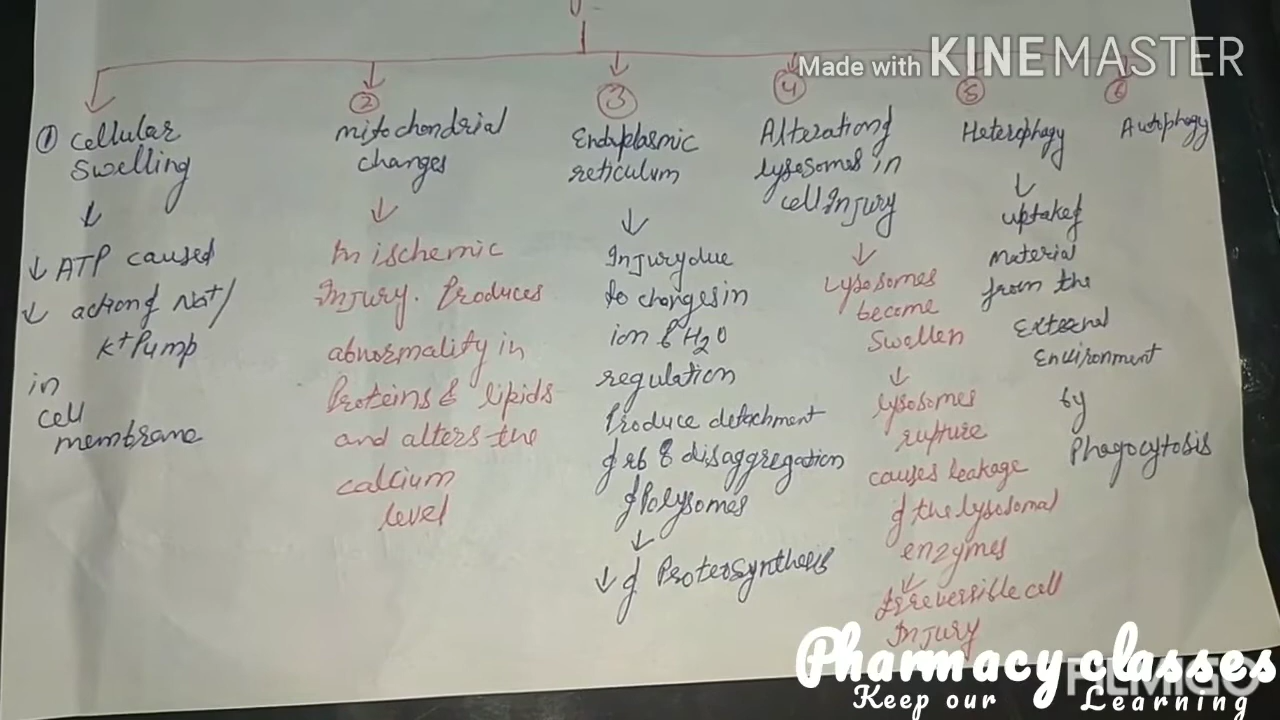 Made with KINEMASTER
① cellular
swelling
↓
↓ ATP caused
↓ action of Na+/
K+ Pump
in
cell
membrane
②
mitochondrial
changes
↓
In ischemic
Injury. Produces
abnormality in
Proteins & lipids
and alters the
calcium
level
③
Endoplasmic
reticulum
↓
Injury due
to changes in
ion & H2O
regulation
Produce detachment
of rb & disaggregation
of Polysomes
↓
↓ of Proteosynthesis
④
Alteration of
lysosomes in
cell Injury
↓
Lysosomes
become
Swollen
↓
lysosomes
rupture
causes leakage
of the lysosomal
enzymes
↓
Irreversible cell
Injury
⑤
Heterophagy
↓
uptake of
material
from the
External
Environment
by
Phagocytosis
⑥
Autophagy
Pharmacy classes
Keep our Learning
FILMIGO